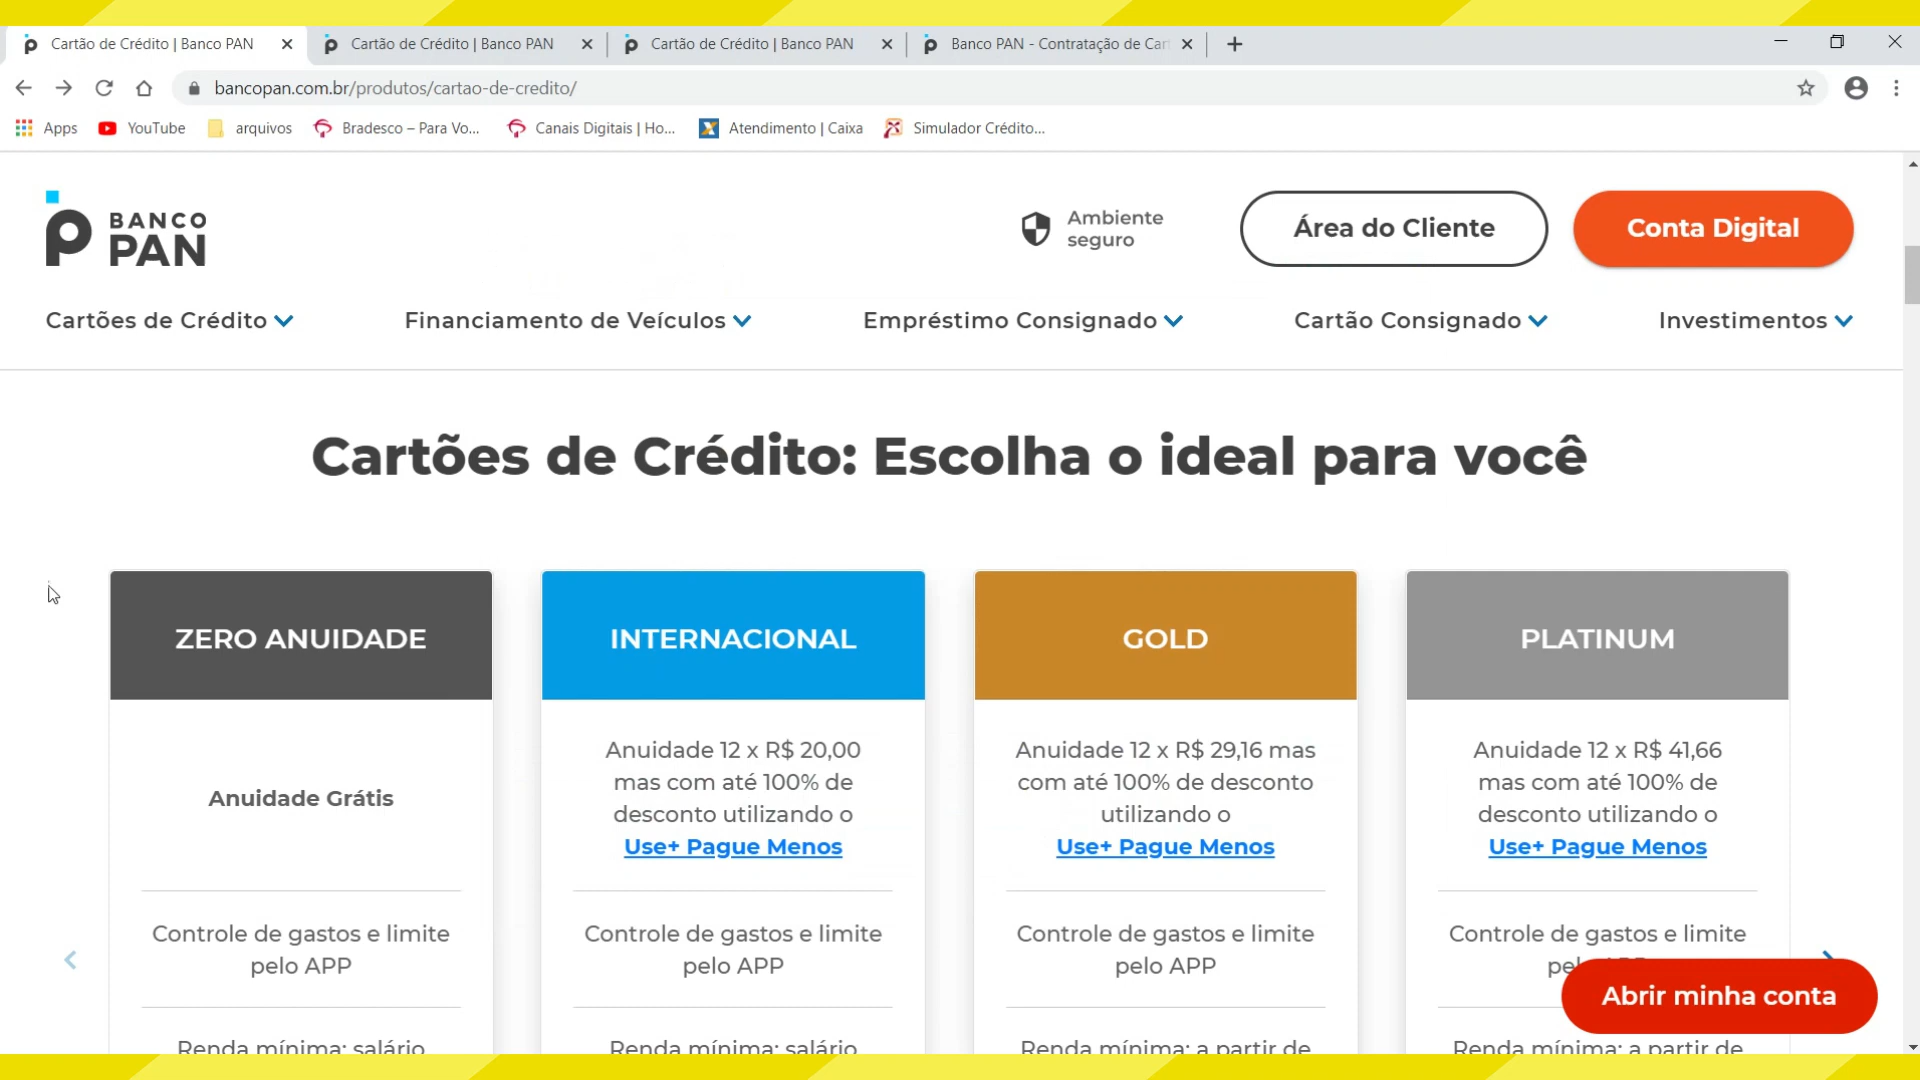 Cartão de Crédito | Banco PAN
Cartão de Crédito | Banco PAN
Cartão de Crédito | Banco PAN
Banco PAN - Contratação de Car
bancopan.com.br/produtos/cartao-de-credito/
Apps
YouTube
arquivos
Bradesco – Para Vo...
Canais Digitais | Ho...
Atendimento | Caixa
Simulador Crédito...
BANCO
PAN
Ambiente
seguro
Área do Cliente
Conta Digital
Cartões de Crédito
Financiamento de Veículos
Empréstimo Consignado
Cartão Consignado
Investimentos
Cartões de Crédito: Escolha o ideal para você
ZERO ANUIDADE
Anuidade Grátis
Controle de gastos e limite
pelo APP
Renda mínima: salário
INTERNACIONAL
Anuidade 12 x R$ 20,00
mas com até 100% de
desconto utilizando o
Use+ Pague Menos
Controle de gastos e limite
pelo APP
Renda mínima: salário
GOLD
Anuidade 12 x R$ 29,16 mas
com até 100% de desconto
utilizando o
Use+ Pague Menos
Controle de gastos e limite
pelo APP
Renda mínima: a partir de
PLATINUM
Anuidade 12 x R$ 41,66
mas com até 100% de
desconto utilizando o
Use+ Pague Menos
Controle de gastos e limite
Renda mínima: a partir de
Abrir minha conta